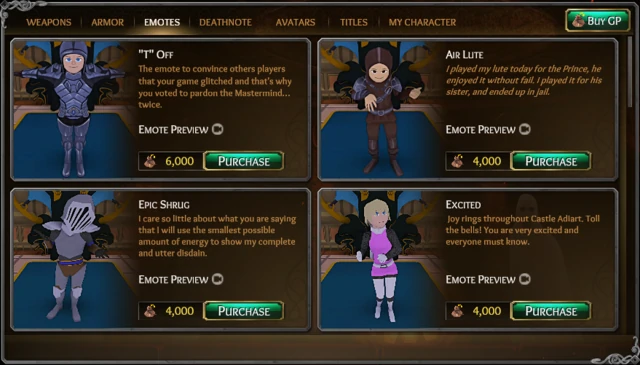 WEAPONS
ARMOR
EMOTES
DEATHNOTE
AVATARS
TITLES
MY CHARACTER
BUY GP
"T" OFF
The emote to convince others players
that your game glitched and that's why
you voted to pardon the Mastermind...
twice.
EMOTE PREVIEW
6,000
PURCHASE
AIR LUTE
I played my lute today for the Prince, he
enjoyed it without fail. I played it for his
sister, and ended up in jail.
EMOTE PREVIEW
4,000
PURCHASE
EPIC SHRUG
I care so little about what you are saying
that I will use the smallest possible
amount of energy to show my complete
and utter disdain.
EMOTE PREVIEW
4,000
PURCHASE
EXCITED
Joy rings throughout Castle Adiart. Toll
the bells! You are very excited and
everyone must know.
EMOTE PREVIEW
4,000
PURCHASE